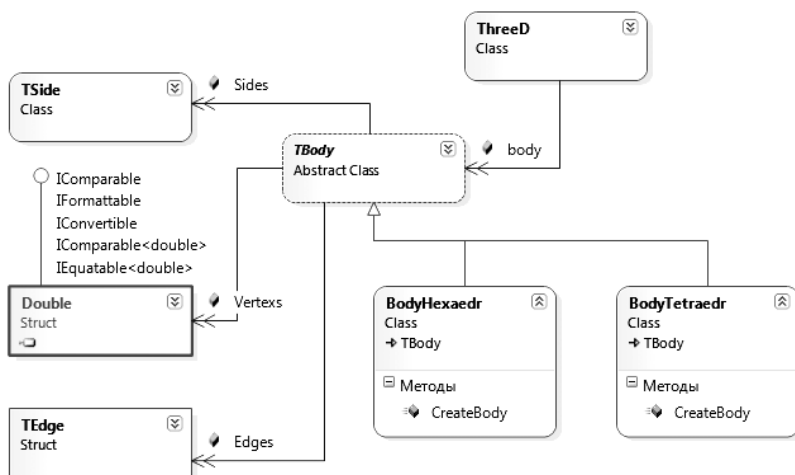 ThreeD
Class
TSide
Class
Sides
TBody
Abstract Class
body
IComparable
IFormattable
IConvertible
IComparable<double>
IEquatable<double>
Double
Struct
Vertexs
BodyHexaedr
Class
TBody
Методы
CreateBody
BodyTetraedr
Class
TBody
Методы
CreateBody
TEdge
Struct
Edges